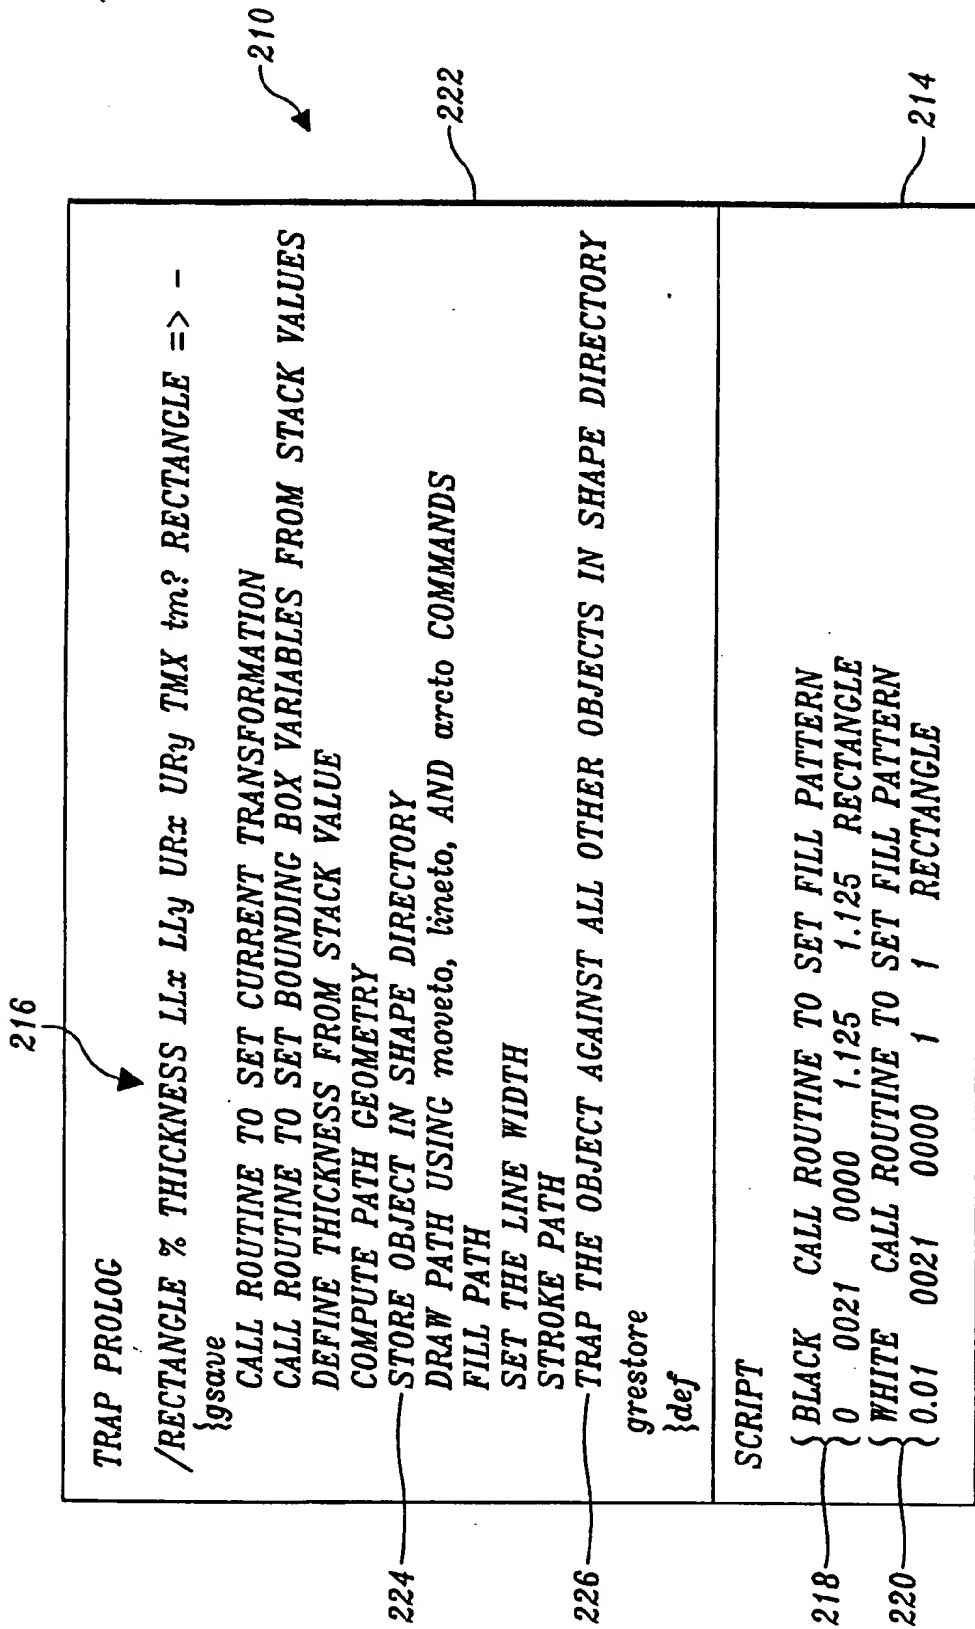 210
216
222
TRAP PROLOG
/RECTANGLE % THICKNESS LLx LLy URx URy TMX tm? RECTANGLE => -
}gsave
CALL ROUTINE TO SET CURRENT TRANSFORMATION
CALL ROUTINE TO SET BOUNDING BOX VARIABLES FROM STACK VALUES
DEFINE THICKNESS FROM STACK VALUE
COMPUTE PATH GEOMETRY
224 STORE OBJECT IN SHAPE DIRECTORY
DRAW PATH USING moveto, lineto, AND arcto COMMANDS
FILL PATH
SET THE LINE WIDTH
STROKE PATH
226 TRAP THE OBJECT AGAINST ALL OTHER OBJECTS IN SHAPE DIRECTORY
grestore
}def
214
SCRIPT
218 { BLACK CALL ROUTINE TO SET FILL PATTERN
0 0021 0000 1.125 1.125 RECTANGLE
220 { WHITE CALL ROUTINE TO SET FILL PATTERN
0.01 0021 0000 1 1 RECTANGLE